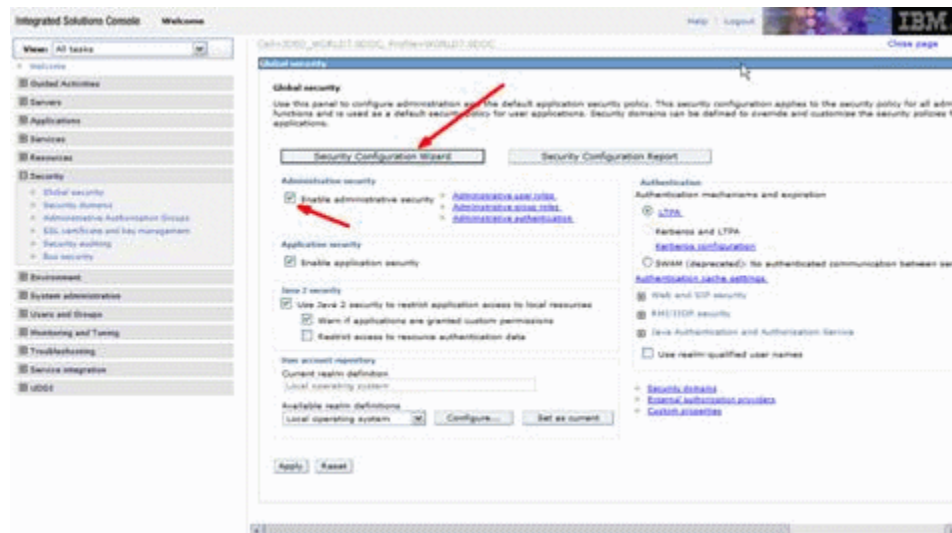 Integrated Solutions Console Welcome
Help | Logout
IBM
View: All tasks
Welcome
Guided Activities
Servers
Applications
Services
Resources
Security
Global security
Security domains
Administrative Authorization Groups
SSL certificate and key management
Security auditing
Bus security
Environment
System administration
Users and Groups
Monitoring and Tuning
Troubleshooting
Service integration
UDDI
Close page
Global security
Global security
Use this panel to configure administration and the default application security policy. This security configuration applies to the security policy for all
functions and is used as a default security policy for user applications. Security domains can be defined to override and customize the security policies
applications.
Security Configuration Wizard
Security Configuration Report
Administrative security
Enable administrative security
Administrative user roles
Administrative group roles
Administrative authentication
Application security
Enable application security
Java 2 security
Use Java 2 security to restrict application access to local resources
Warn if applications are granted custom permissions
Restrict access to resource authentication data
User account repository
Current realm definition
Local operating system
Available realm definitions
Local operating system
Configure...
Set as current
Apply
Reset
Authentication
Authentication mechanisms and expiration
LTPA
Kerberos and LTPA
Kerberos configuration
SWAM (deprecated): No authenticated communication between
Authentication cache settings
Web and SIP security
RMI/IIOP security
Java Authentication and Authorization Service
Use realm-qualified user names
Security domains
External authorization providers
Custom properties